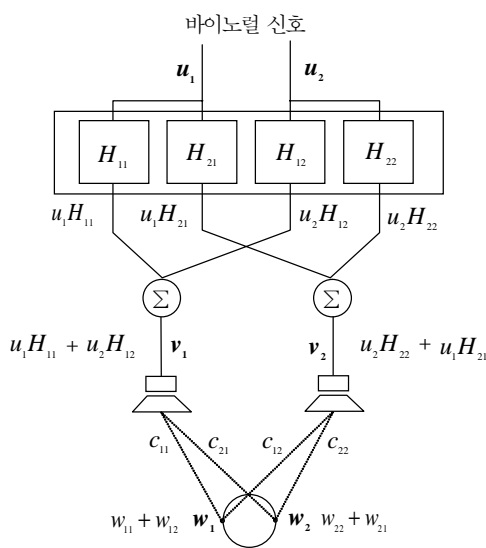 바이노럴 신호
u₁ u₂
H₁₁ H₂₁ H₁₂ H₂₂
u₁H₁₁ u₁H₂₁ u₂H₁₂ u₂H₂₂
Σ Σ
u₁H₁₁ + u₂H₁₂ v₁ v₂ u₂H₂₂ + u₁H₂₁
c₁₁ c₂₁ c₁₂ c₂₂
w₁₁ + w₁₂ w₁ w₂ w₂₂ + w₂₁